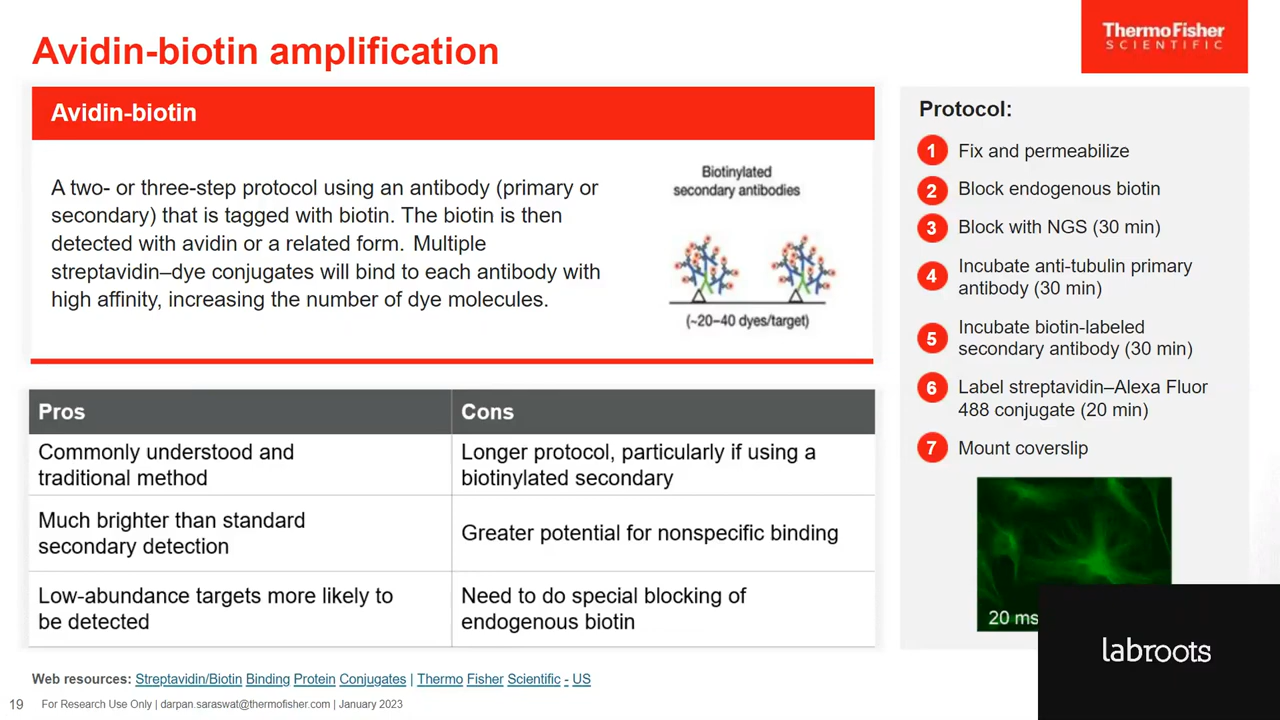 Avidin-biotin amplification
ThermoFisher
SCIENTIFIC
Avidin-biotin
A two- or three-step protocol using an antibody (primary or
secondary) that is tagged with biotin. The biotin is then
detected with avidin or a related form. Multiple
streptavidin–dye conjugates will bind to each antibody with
high affinity, increasing the number of dye molecules.
Biotinylated
secondary antibodies
(~20–40 dyes/target)
Pros
Cons
Commonly understood and
traditional method
Longer protocol, particularly if using a
biotinylated secondary
Much brighter than standard
secondary detection
Greater potential for nonspecific binding
Low-abundance targets more likely to
be detected
Need to do special blocking of
endogenous biotin
Protocol:
1 Fix and permeabilize
2 Block endogenous biotin
3 Block with NGS (30 min)
4 Incubate anti-tubulin primary
antibody (30 min)
5 Incubate biotin-labeled
secondary antibody (30 min)
6 Label streptavidin–Alexa Fluor
488 conjugate (20 min)
7 Mount coverslip
20 ms
labroots
Web resources: Streptavidin/Biotin Binding Protein Conjugates | Thermo Fisher Scientific - US
19 For Research Use Only | darpan.saraswat@thermofisher.com | January 2023